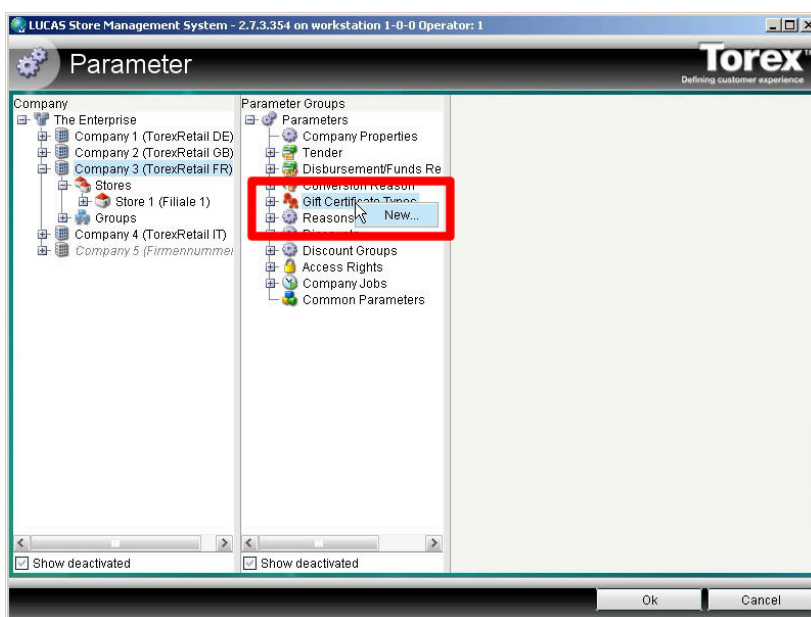 LUCAS Store Management System - 2.7.3.354 on workstation 1-0-0 Operator: 1
Parameter
Torex
Defining customer experience
Company
The Enterprise
Company 1 (TorexRetail DE)
Company 2 (TorexRetail GB)
Company 3 (TorexRetail FR)
Stores
Store 1 (Filiale 1)
Groups
Company 4 (TorexRetail IT)
Company 5 (Firmennummer
Show deactivated
Parameter Groups
Parameters
Company Properties
Tender
Disbursement/Funds Re
Conversion Reason
Gift Certificate Types
Reasons
New...
Discounts
Discount Groups
Access Rights
Company Jobs
Common Parameters
Show deactivated
Ok
Cancel